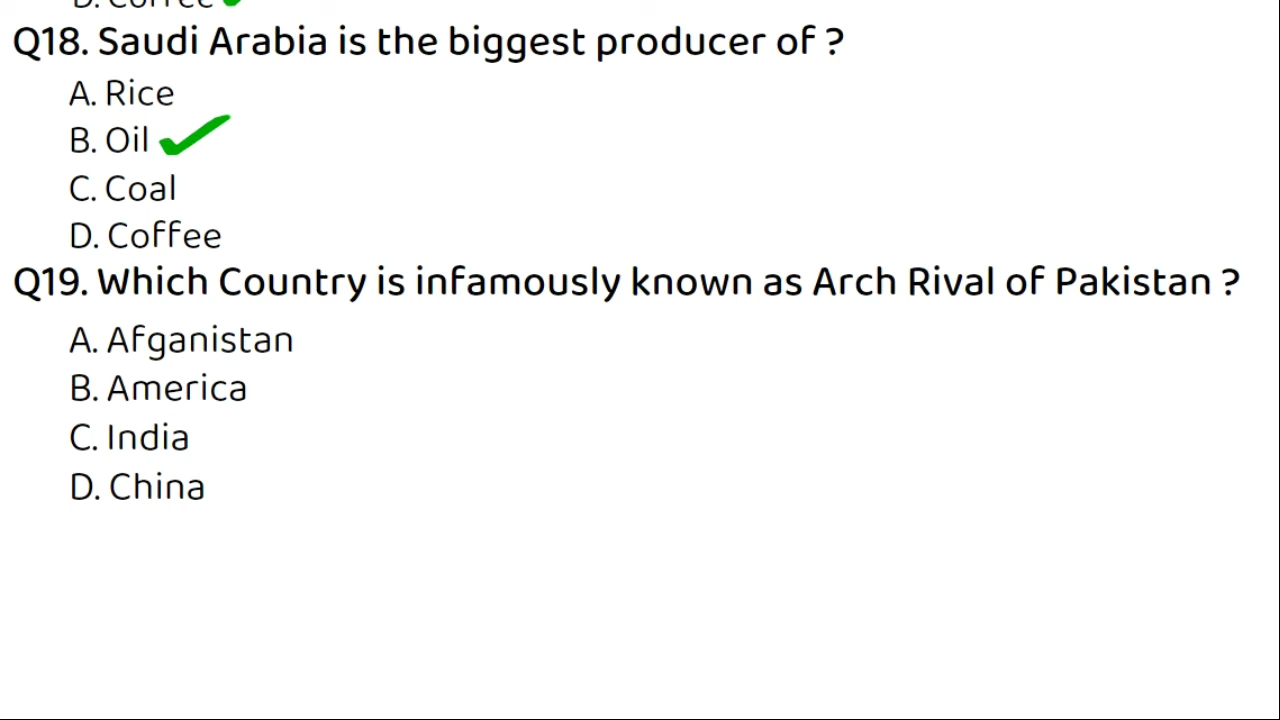 D. Coffee
Q18. Saudi Arabia is the biggest producer of ?
A. Rice
B. Oil
C. Coal
D. Coffee
Q19. Which Country is infamously known as Arch Rival of Pakistan ?
A. Afganistan
B. America
C. India
D. China